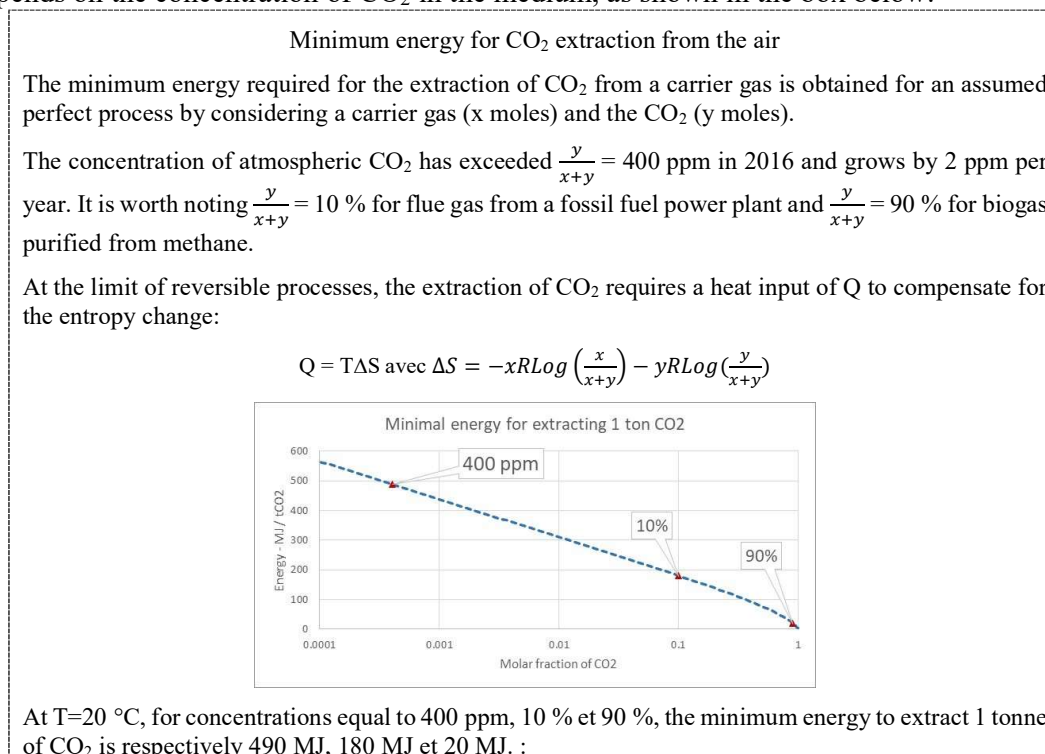 pends on the concentration of CO₂ in the medium, as shown in the box below.
Minimum energy for CO₂ extraction from the air
The minimum energy required for the extraction of CO₂ from a carrier gas is obtained for an assumed
perfect process by considering a carrier gas (x moles) and the CO₂ (y moles).
The concentration of atmospheric CO₂ has exceeded y/(x+y) = 400 ppm in 2016 and grows by 2 ppm per
year. It is worth noting y/(x+y) = 10 % for flue gas from a fossil fuel power plant and y/(x+y) = 90 % for biogas
purified from methane.
At the limit of reversible processes, the extraction of CO₂ requires a heat input of Q to compensate for
the entropy change:
Q = TΔS avec ΔS = −xRLog(x/(x+y)) − yRLog(y/(x+y))
Minimal energy for extracting 1 ton CO2
600
500
400
300
200
100
0
Energy - MJ / tCO2
400 ppm
10%
90%
0.0001 0.001 0.01 0.1 1
Molar fraction of CO2
At T=20 °C, for concentrations equal to 400 ppm, 10 % et 90 %, the minimum energy to extract 1 tonne
of CO₂ is respectively 490 MJ, 180 MJ et 20 MJ. :